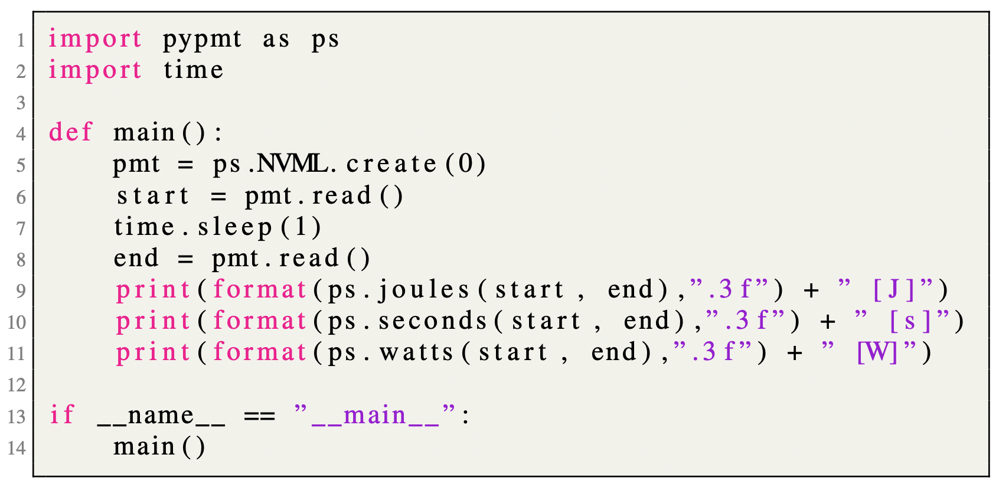 1 import pypmt as ps
2 import time
3
4 def main():
5     pmt = ps.NVML.create(0)
6     start = pmt.read()
7     time.sleep(1)
8     end = pmt.read()
9     print(format(ps.joules(start, end),”.3f”) + ” [J]”)
10     print(format(ps.seconds(start, end),”.3f”) + ” [s]”)
11     print(format(ps.watts(start, end),”.3f”) + ” [W]”)
12
13 if __name__ == ”__main__”:
14     main()